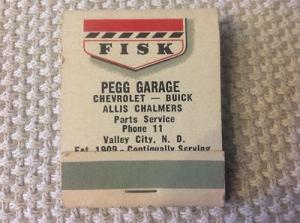 FISK
PEGG GARAGE
CHEVROLET — BUICK
ALLIS CHALMERS
Parts Service
Phone 11
Valley City, N. D.
Est. 1909 - Continually Serving